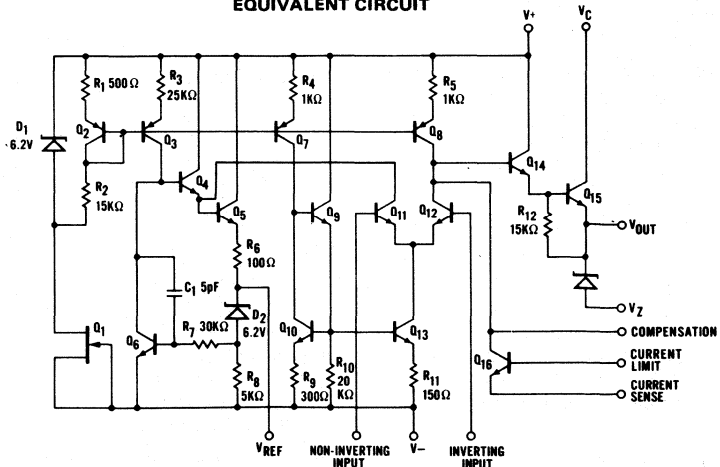 EQUIVALENT CIRCUIT
V+
VC
R1 500Ω
R3
25KΩ
R4
1KΩ
R5
1KΩ
D1
6.2V
Q2
Q3
Q7
Q8
Q14
Q4
Q15
R2
15KΩ
Q5
Q9
Q11
Q12
R12
15KΩ
VOUT
R6
100Ω
C1 5pF
D2
6.2V
VZ
Q1
R7 30KΩ
Q6
Q10
Q13
COMPENSATION
Q16
CURRENT
LIMIT
R8
5KΩ
R9
300Ω
R10
20
KΩ
R11
150Ω
CURRENT
SENSE
VREF
NON-INVERTING
INPUT
V−
INVERTING
INPUT